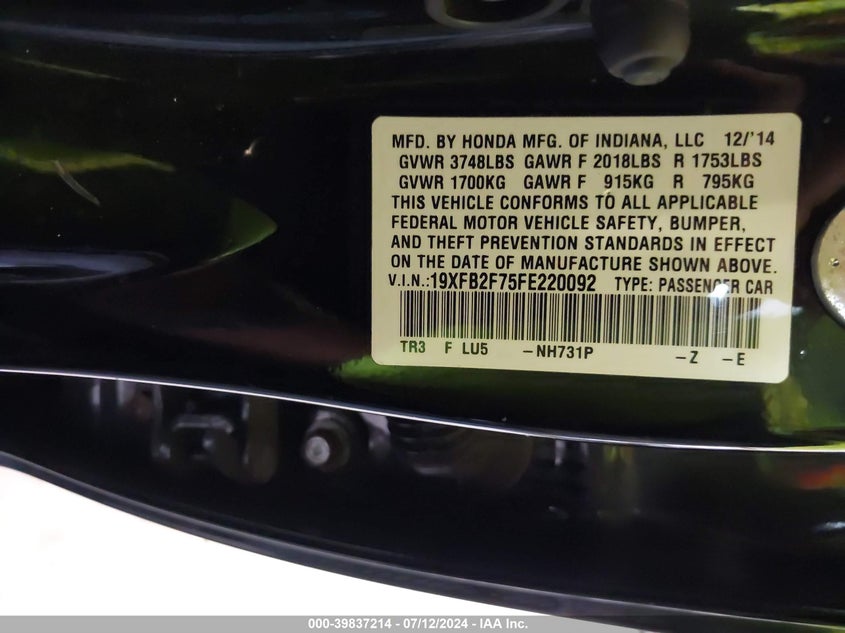 MFD. BY HONDA MFG. OF INDIANA, LLC 12/'14
GVWR 3748LBS GAWR F 2018LBS R 1753LBS
GVWR 1700KG GAWR F 915KG R 795KG
THIS VEHICLE CONFORMS TO ALL APPLICABLE
FEDERAL MOTOR VEHICLE SAFETY, BUMPER,
AND THEFT PREVENTION STANDARDS IN EFFECT
ON THE DATE OF MANUFACTURE SHOWN ABOVE.
V.I.N.:19XFB2F75FE220092 TYPE: PASSENGER CAR
TR3 F LU5 -NH731P -Z -E
000-39837214 - 07/12/2024 - IAA Inc.